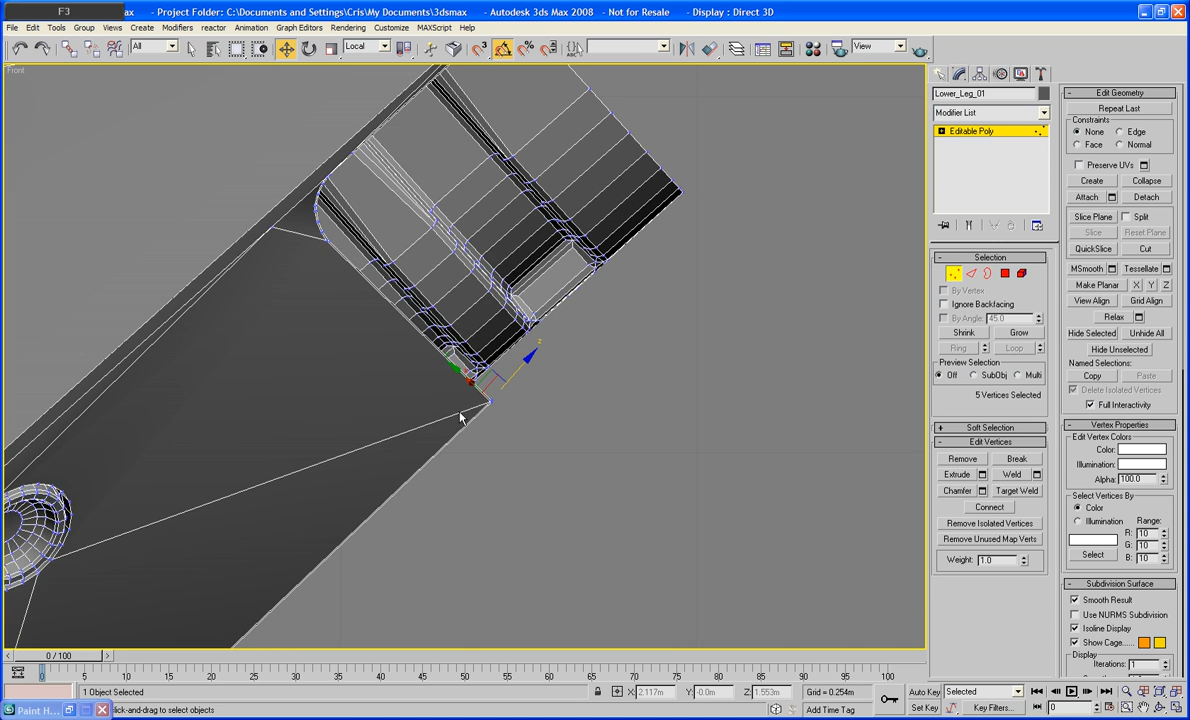 F3
ax - Project Folder: C:\Documents and Settings\Cris\My Documents\3dsmax - Autodesk 3ds Max 2008 - Not for Resale - Display : Direct 3D
File Edit Tools Group Views Create Modifiers reactor Animation Graph Editors Rendering Customize MAXScript Help
All Local View
Front
Lower_Leg_01
Modifier List
Editable Poly
Selection
By Vertex
Ignore Backfacing
By Angle: 45.0
Shrink Grow
Ring Loop
Preview Selection
Off SubObj Multi
5 Vertices Selected
Soft Selection
Edit Vertices
Remove Break
Extrude Weld
Chamfer Target Weld
Connect
Remove Isolated Vertices
Remove Unused Map Verts
Weight: 1.0
Edit Geometry
Repeat Last
Constraints
None Edge
Face Normal
Preserve UVs
Create Collapse
Attach Detach
Slice Plane Split
Slice Reset Plane
QuickSlice Cut
MSmooth Tessellate
Make Planar X Y Z
View Align Grid Align
Relax
Hide Selected Unhide All
Hide Unselected
Named Selections:
Copy Paste
Delete Isolated Vertices
Full Interactivity
Vertex Properties
Edit Vertex Colors
Color:
Illumination:
Alpha: 100.0
Select Vertices By
Color
Illumination Range:
R: 10
G: 10
B: 10
Select
Subdivision Surface
Smooth Result
Use NURMS Subdivision
Isoline Display
Show Cage......
Display
Iterations: 1
z
0 / 100
0 5 10 15 20 25 30 35 40 45 50 55 60 65 70 75 80 85 90 95 100
1 Object Selected X: 2.117m Y: -0.0m Z: 1.553m Grid = 0.254m Auto Key Selected
Paint H... lick-and-drag to select objects Add Time Tag Set Key Key Filters... 0